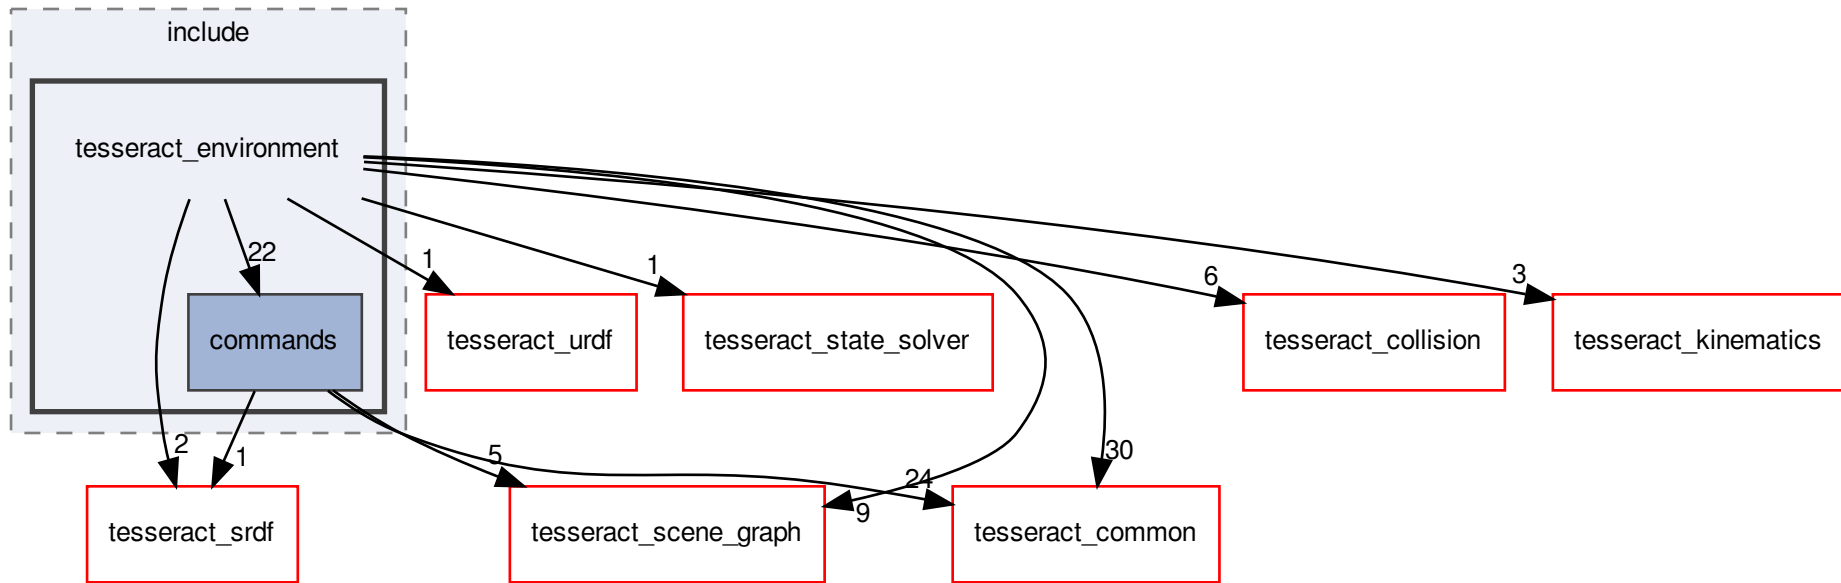 include
tesseract_environment
22
1
1
6
3
commands
tesseract_urdf
tesseract_state_solver
tesseract_collision
tesseract_kinematics
2
1
5
24
9
30
tesseract_srdf
tesseract_scene_graph
tesseract_common